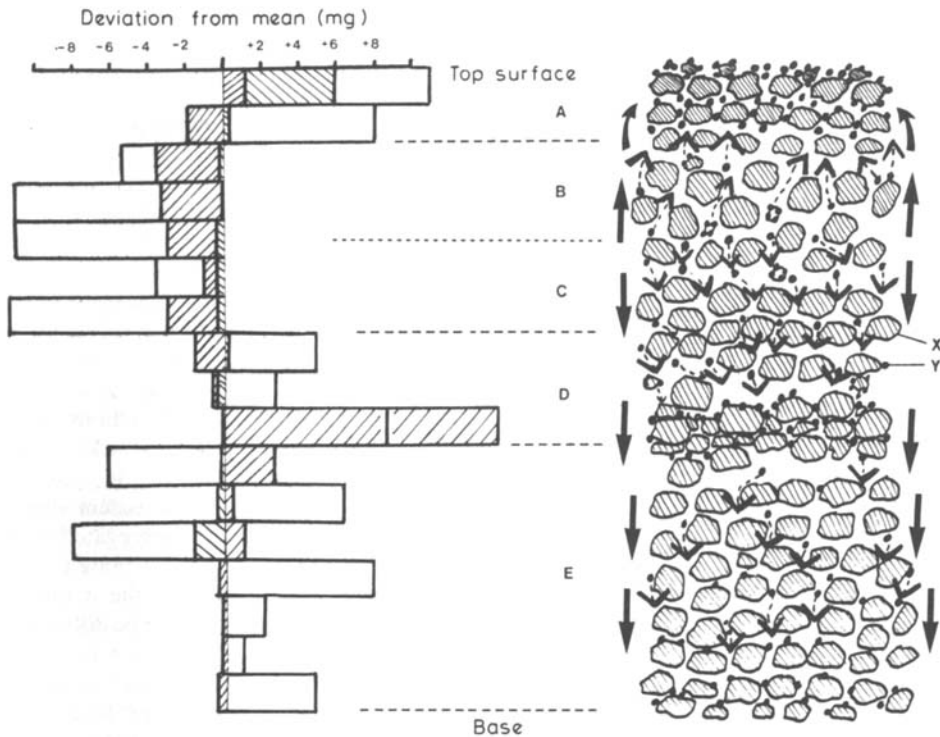 Deviation from mean (mg)
-8 -6 -4 -2 +2 +4 +6 +8
Top surface
A
B
C
X
Y
D
E
Base